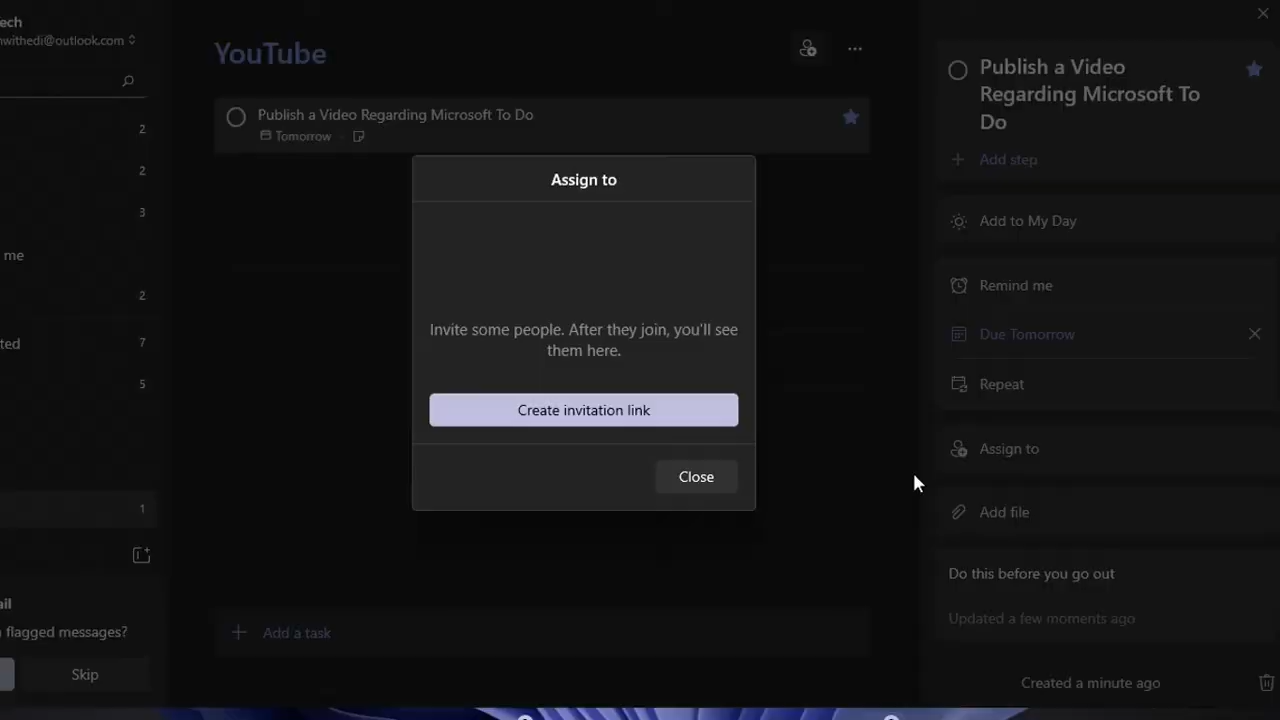 ech
nwithedi@outlook.com
2
2
3
me
2
ted
7
5
1
ail
flagged messages?
Skip
YouTube
Publish a Video Regarding Microsoft To Do
Tomorrow
Assign to
Invite some people. After they join, you'll see
them here.
Create invitation link
Close
Add a task
Publish a Video
Regarding Microsoft To
Do
Add step
Add to My Day
Remind me
Due Tomorrow
Repeat
Assign to
Add file
Do this before you go out
Updated a few moments ago
Created a minute ago